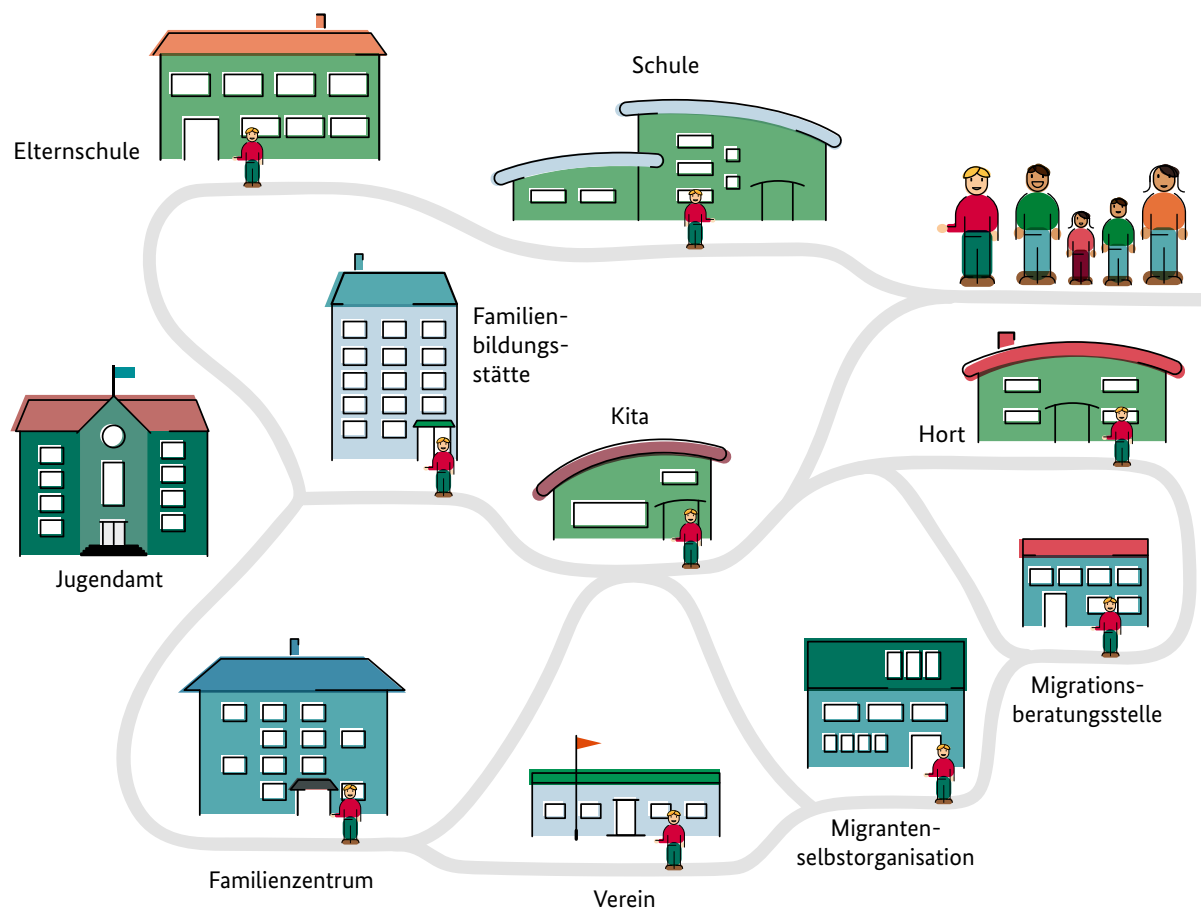 Schule
Elternschule
Familien-
bildungs-
stätte
Kita
Hort
Jugendamt
Migrations-
beratungsstelle
Migranten-
selbstorganisation
Familienzentrum
Verein